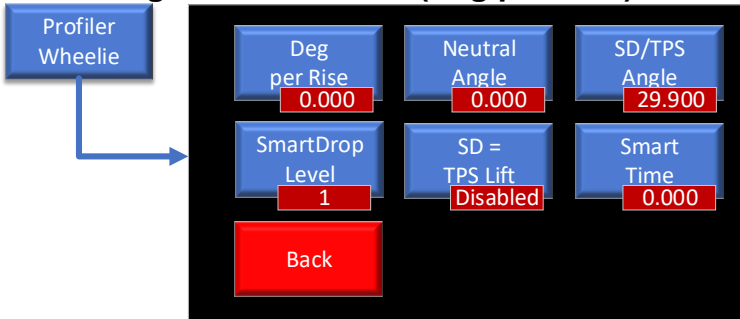 Profiler
Wheelie
Deg
per Rise
0.000
Neutral
Angle
0.000
SD/TPS
Angle
29.900
SmartDrop
Level
1
SD =
TPS Lift
Disabled
Smart
Time
0.000
Back